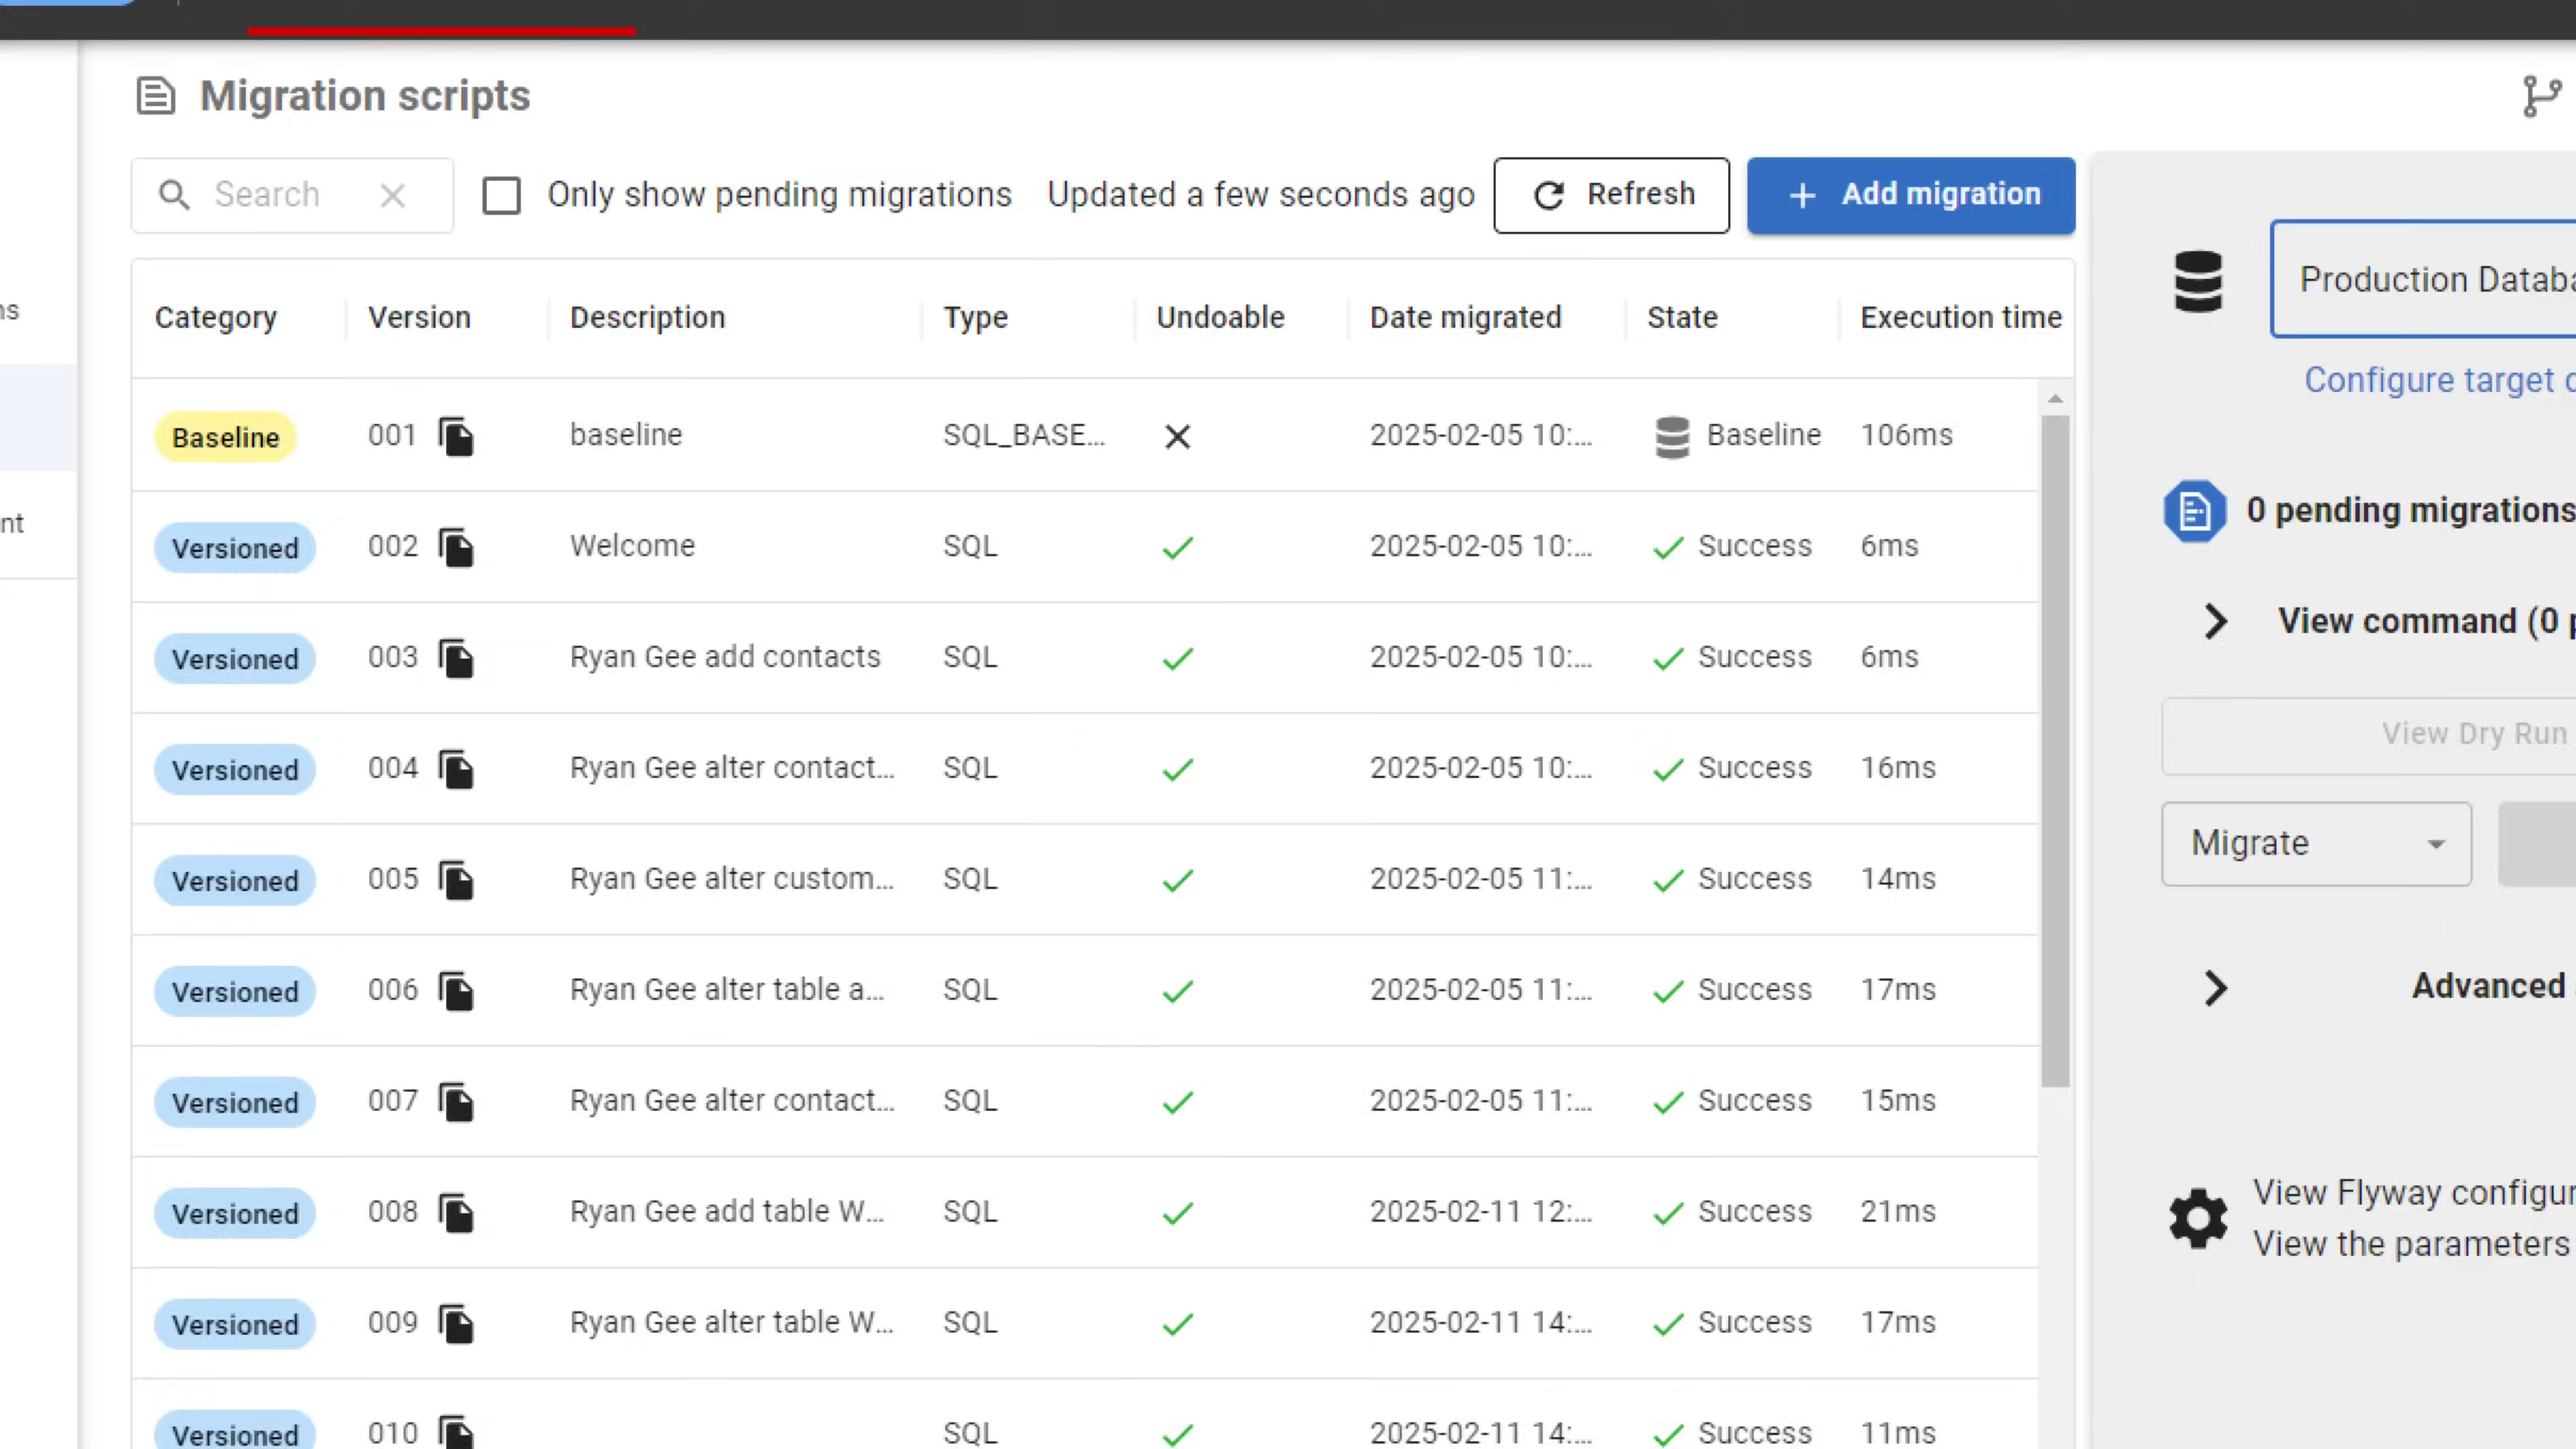 Migration scripts
Search
Only show pending migrations
Updated a few seconds ago
Refresh
+ Add migration
Category Version Description Type Undoable Date migrated State Execution time
Baseline 001 baseline SQL_BASE... 2025-02-05 10:... Baseline 106ms
Versioned 002 Welcome SQL 2025-02-05 10:... Success 6ms
Versioned 003 Ryan Gee add contacts SQL 2025-02-05 10:... Success 6ms
Versioned 004 Ryan Gee alter contact... SQL 2025-02-05 10:... Success 16ms
Versioned 005 Ryan Gee alter custom... SQL 2025-02-05 11:... Success 14ms
Versioned 006 Ryan Gee alter table a... SQL 2025-02-05 11:... Success 17ms
Versioned 007 Ryan Gee alter contact... SQL 2025-02-05 11:... Success 15ms
Versioned 008 Ryan Gee add table W... SQL 2025-02-11 12:... Success 21ms
Versioned 009 Ryan Gee alter table W... SQL 2025-02-11 14:... Success 17ms
Versioned 010 SQL 2025-02-11 14:... Success 11ms
Production
Configure target
0 pending migrations
View command (0
View Dry Run
Migrate
Advanced
View Flyway
View the parameters